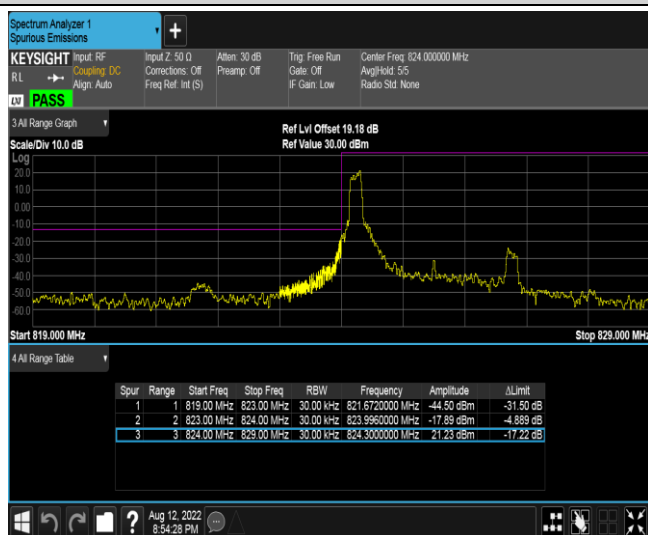 Spectrum Analyzer 1
Spurious Emissions
+
KEYSIGHT Input: RF Input Z: 50 Ω Atten: 30 dB Trig: Free Run Center Freq: 824.000000 MHz
R L Coupling: DC Corrections: Off Preamp: Off Gate: Off Avg|Hold: 5/5
Align: Auto Freq Ref: Int (S) IF Gain: Low Radio Std: None
LXI PASS
3 All Range Graph
Ref Lvl Offset 19.18 dB
Scale/Div 10.0 dB Ref Value 30.00 dBm
Log
20.0
10.0
0.00
-10.0
-20.0
-30.0
-40.0
-50.0
-60.0
Start 819.000 MHz Stop 829.000 MHz
4 All Range Table
Spur Range Start Freq Stop Freq RBW Frequency Amplitude ΔLimit
1 1 819.00 MHz 823.00 MHz 30.00 kHz 821.6720000 MHz -44.50 dBm -31.50 dB
2 2 823.00 MHz 824.00 MHz 30.00 kHz 823.9960000 MHz -17.89 dBm -4.889 dB
3 3 824.00 MHz 829.00 MHz 30.00 kHz 824.3000000 MHz 21.23 dBm -17.22 dB
? Aug 12, 2022
8:54:28 PM